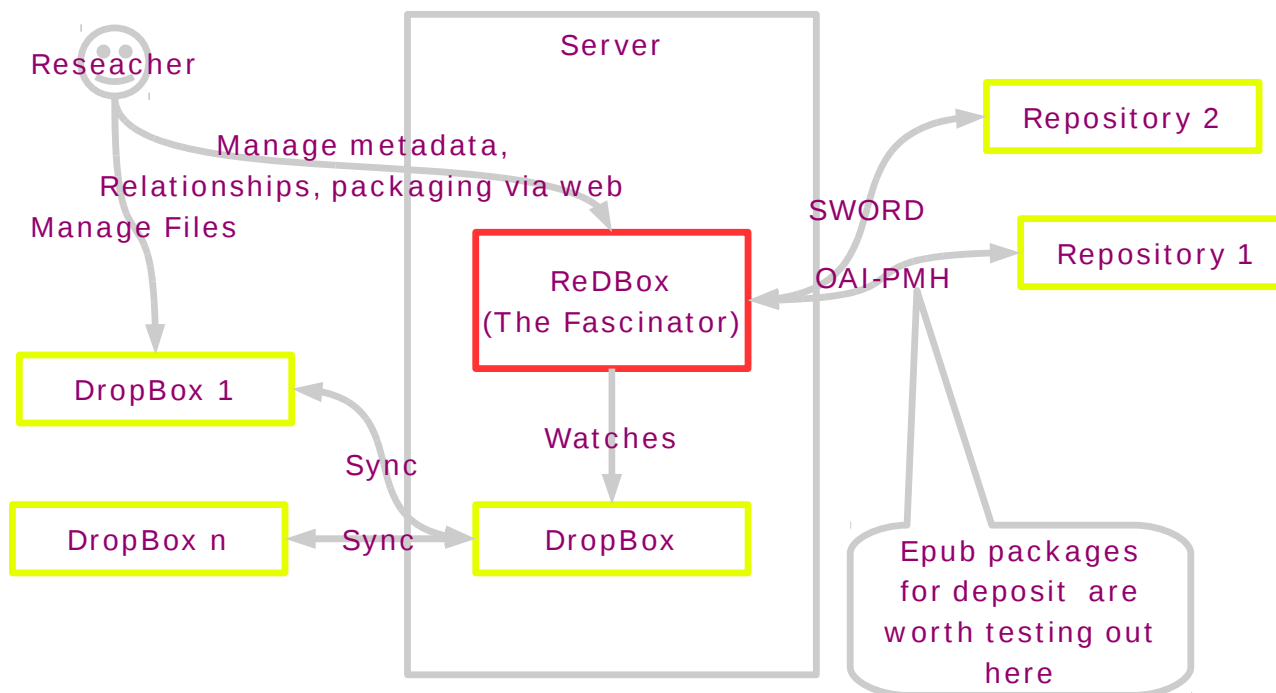 Server
Reseacher
Repository 2
Manage metadata,
Relationships, packaging via web
Manage Files
SWORD
Repository 1
OAI-PMH
ReDBox
(The Fascinator)
DropBox 1
Watches
Sync
DropBox n
Sync
DropBox
Epub packages
for deposit are
worth testing out
here